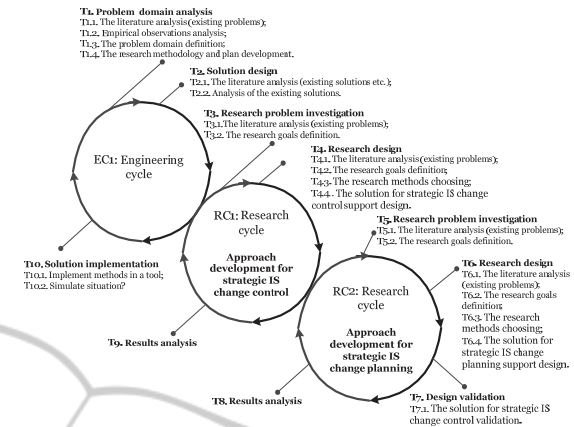 T1. Problem domain analysis
T1.1. The literature analysis (existing problems);
T1.2. Empirical observations analysis;
T1.3. The problem domain definition;
T1.4. The research methodology and plan development.
T2. Solution design
T2.1. The literature analysis (existing solutions etc.);
T2.2. Analysis of the existing solutions.
T3. Research problem investigation
T3.1. The literature analysis (existing problems);
T3.2. The research goals definition.
T4. Research design
T4.1. The literature analysis (existing problems);
T4.2. The research goals definition;
T4.3. The research methods choosing;
T4.4. The solution for strategic IS change
control support design.
EC1: Engineering
cycle
RC1: Research
cycle
Approach
development for
strategic IS
change control
T5. Research problem investigation
T5.1. The literature analysis (existing problems);
T5.2. The research goals definition.
T6. Research design
T6.1. The literature analysis
(existing problems);
T6.2. The research goals
definition;
T6.3. The research
methods choosing;
T6.4. The solution for
strategic IS change
planning support design.
RC2: Research
cycle
Approach
development for
strategic IS
change planning
T10. Solution implementation
T10.1. Implement methods in a tool;
T10.2. Simulate situation?
T9. Results analysis
T8. Results analysis
T7. Design validation
T7.1. The solution for strategic IS
change control validation.